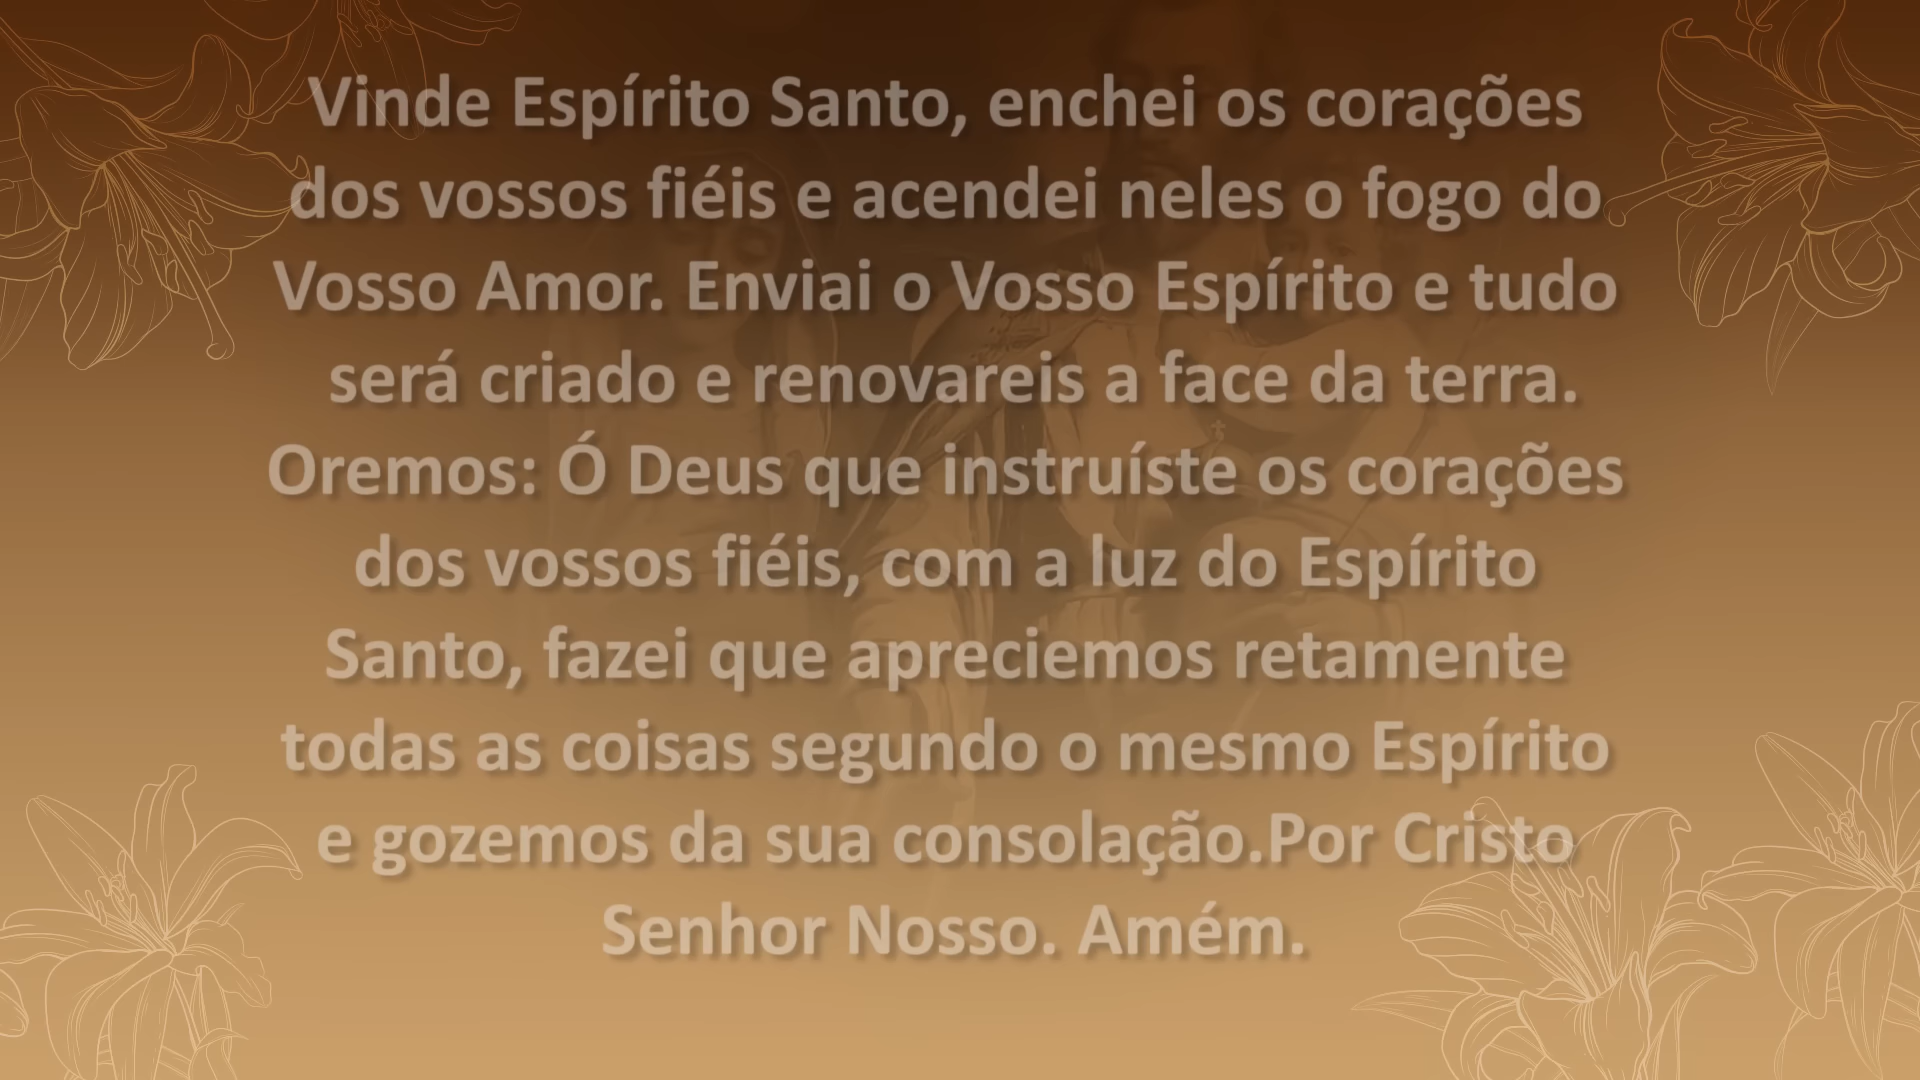 Vinde Espírito Santo, enchei os corações
dos vossos fiéis e acendei neles o fogo do
Vosso Amor. Enviai o Vosso Espírito e tudo
será criado e renovareis a face da terra.
Oremos: Ó Deus que instruíste os corações
dos vossos fiéis, com a luz do Espírito
Santo, fazei que apreciemos retamente
todas as coisas segundo o mesmo Espírito
e gozemos da sua consolação.Por Cristo
Senhor Nosso. Amém.